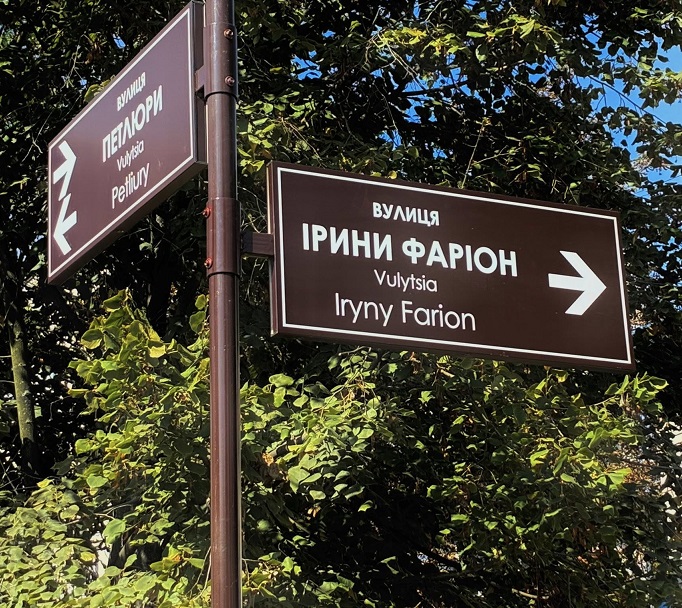 ВУЛИЦЯ
ПЕТЛЮРИ
Vulytsia
Petliury
ВУЛИЦЯ
ІРИНИ ФАРІОН
Vulytsia
Iryny Farion